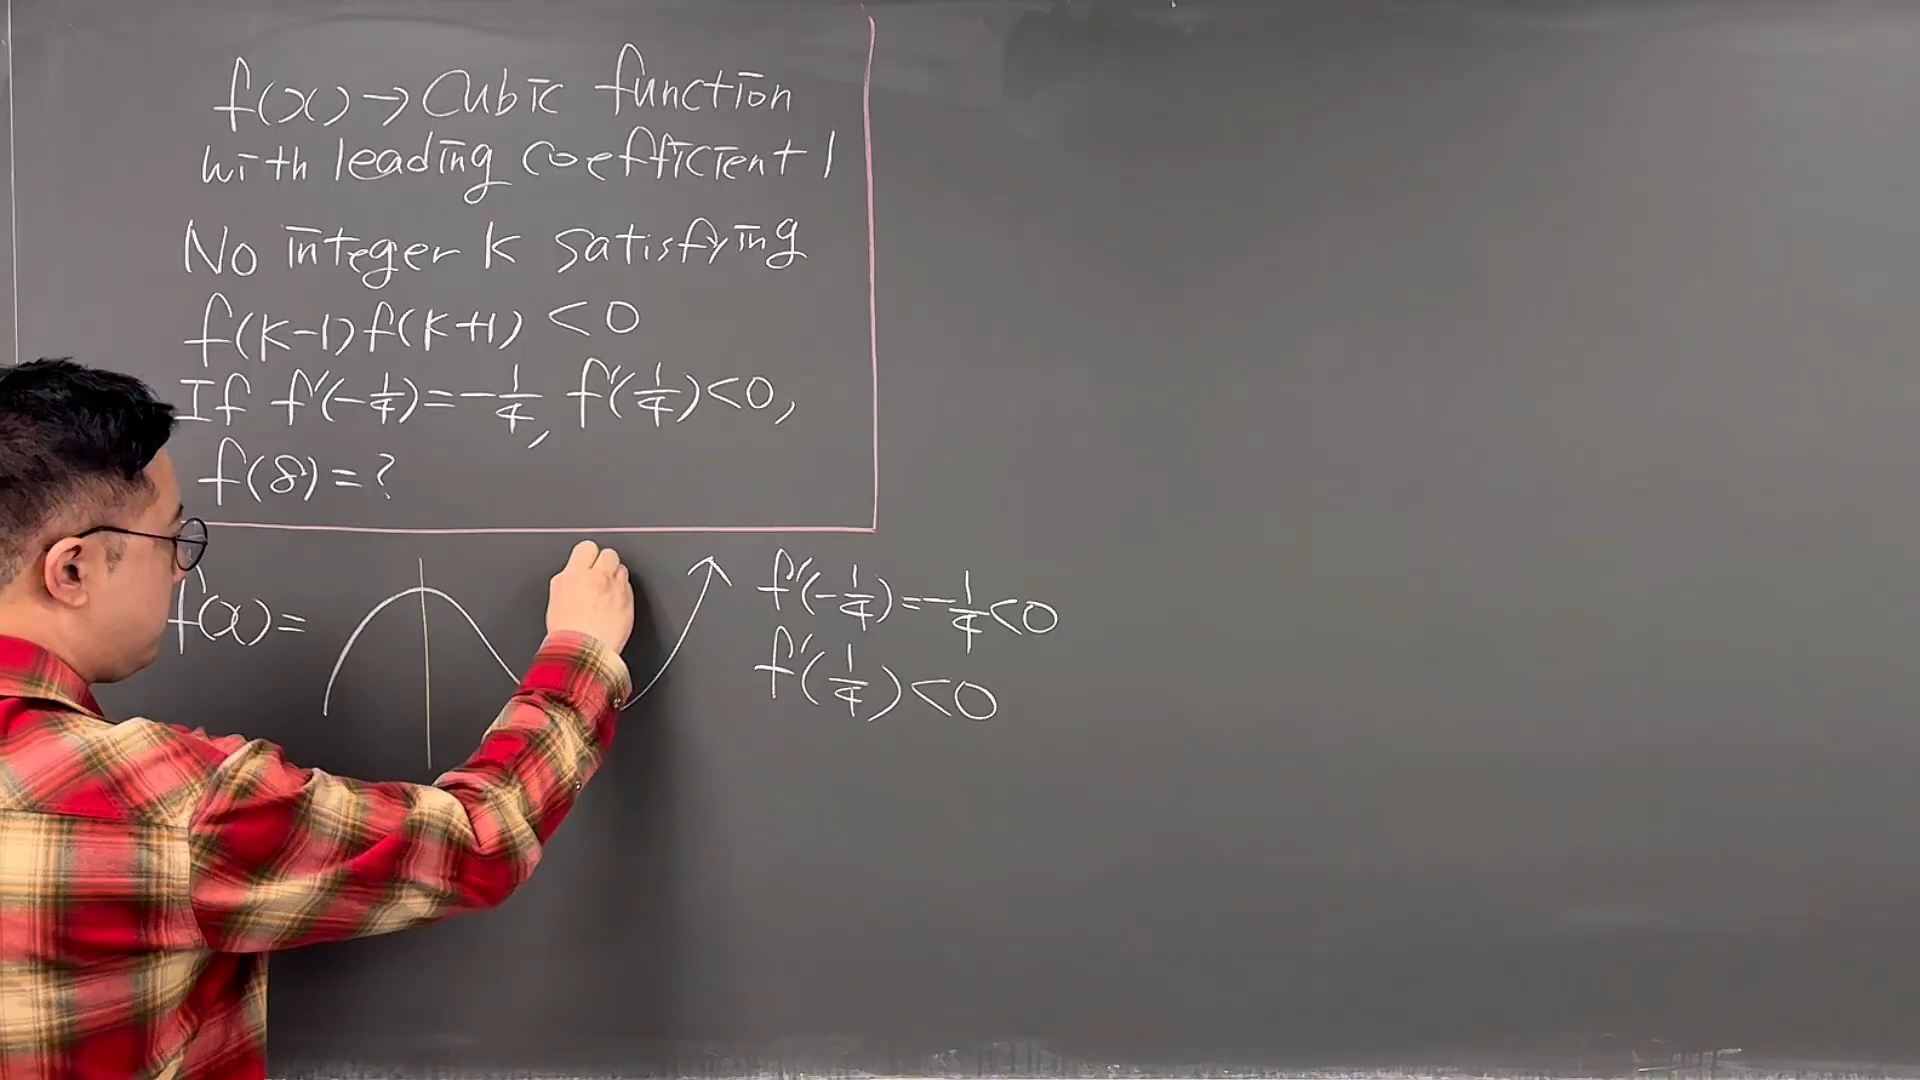 f(x) → Cubic function
with leading coefficient 1
No integer k satisfying
f(k-1)f(k+1) < 0
If f'(-1/4) = -1/4, f'(1/4) < 0,
f(8) = ?
f(x) =
f'(-1/4) = -1/4 < 0
f'(1/4) < 0